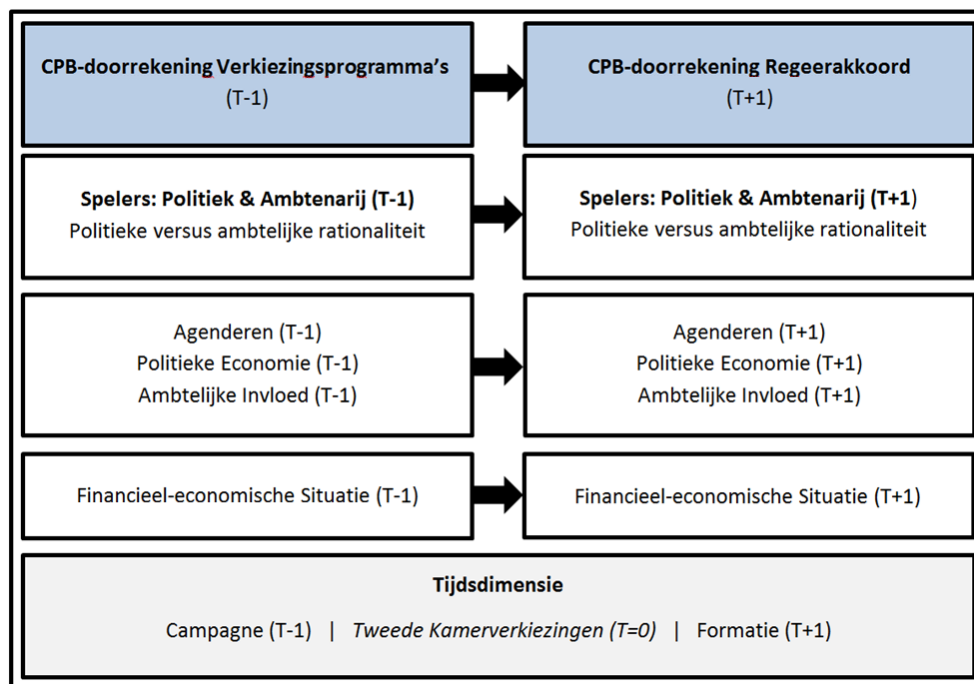 CPB-doorrekening Verkiezingsprogramma's
(T-1)
CPB-doorrekening Regeerakkoord
(T+1)
Spelers: Politiek & Ambtenarij (T-1)
Politieke versus ambtelijke rationaliteit
Spelers: Politiek & Ambtenarij (T+1)
Politieke versus ambtelijke rationaliteit
Agenderen (T-1)
Politieke Economie (T-1)
Ambtelijke Invloed (T-1)
Agenderen (T+1)
Politieke Economie (T+1)
Ambtelijke Invloed (T+1)
Financieel-economische Situatie (T-1)
Financieel-economische Situatie (T+1)
Tijdsdimensie
Campagne (T-1) | Tweede Kamerverkiezingen (T=0) | Formatie (T+1)